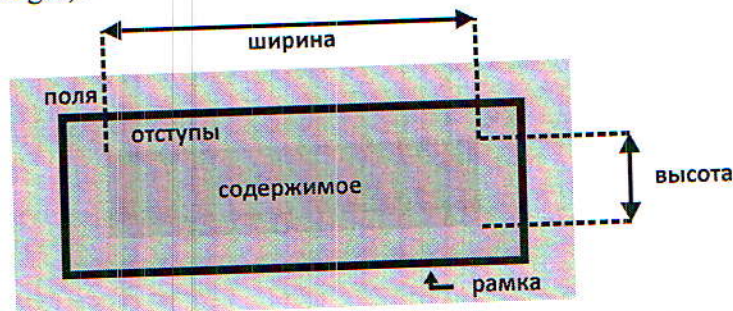 ширина
поля
отступы
содержимое
высота
рамка